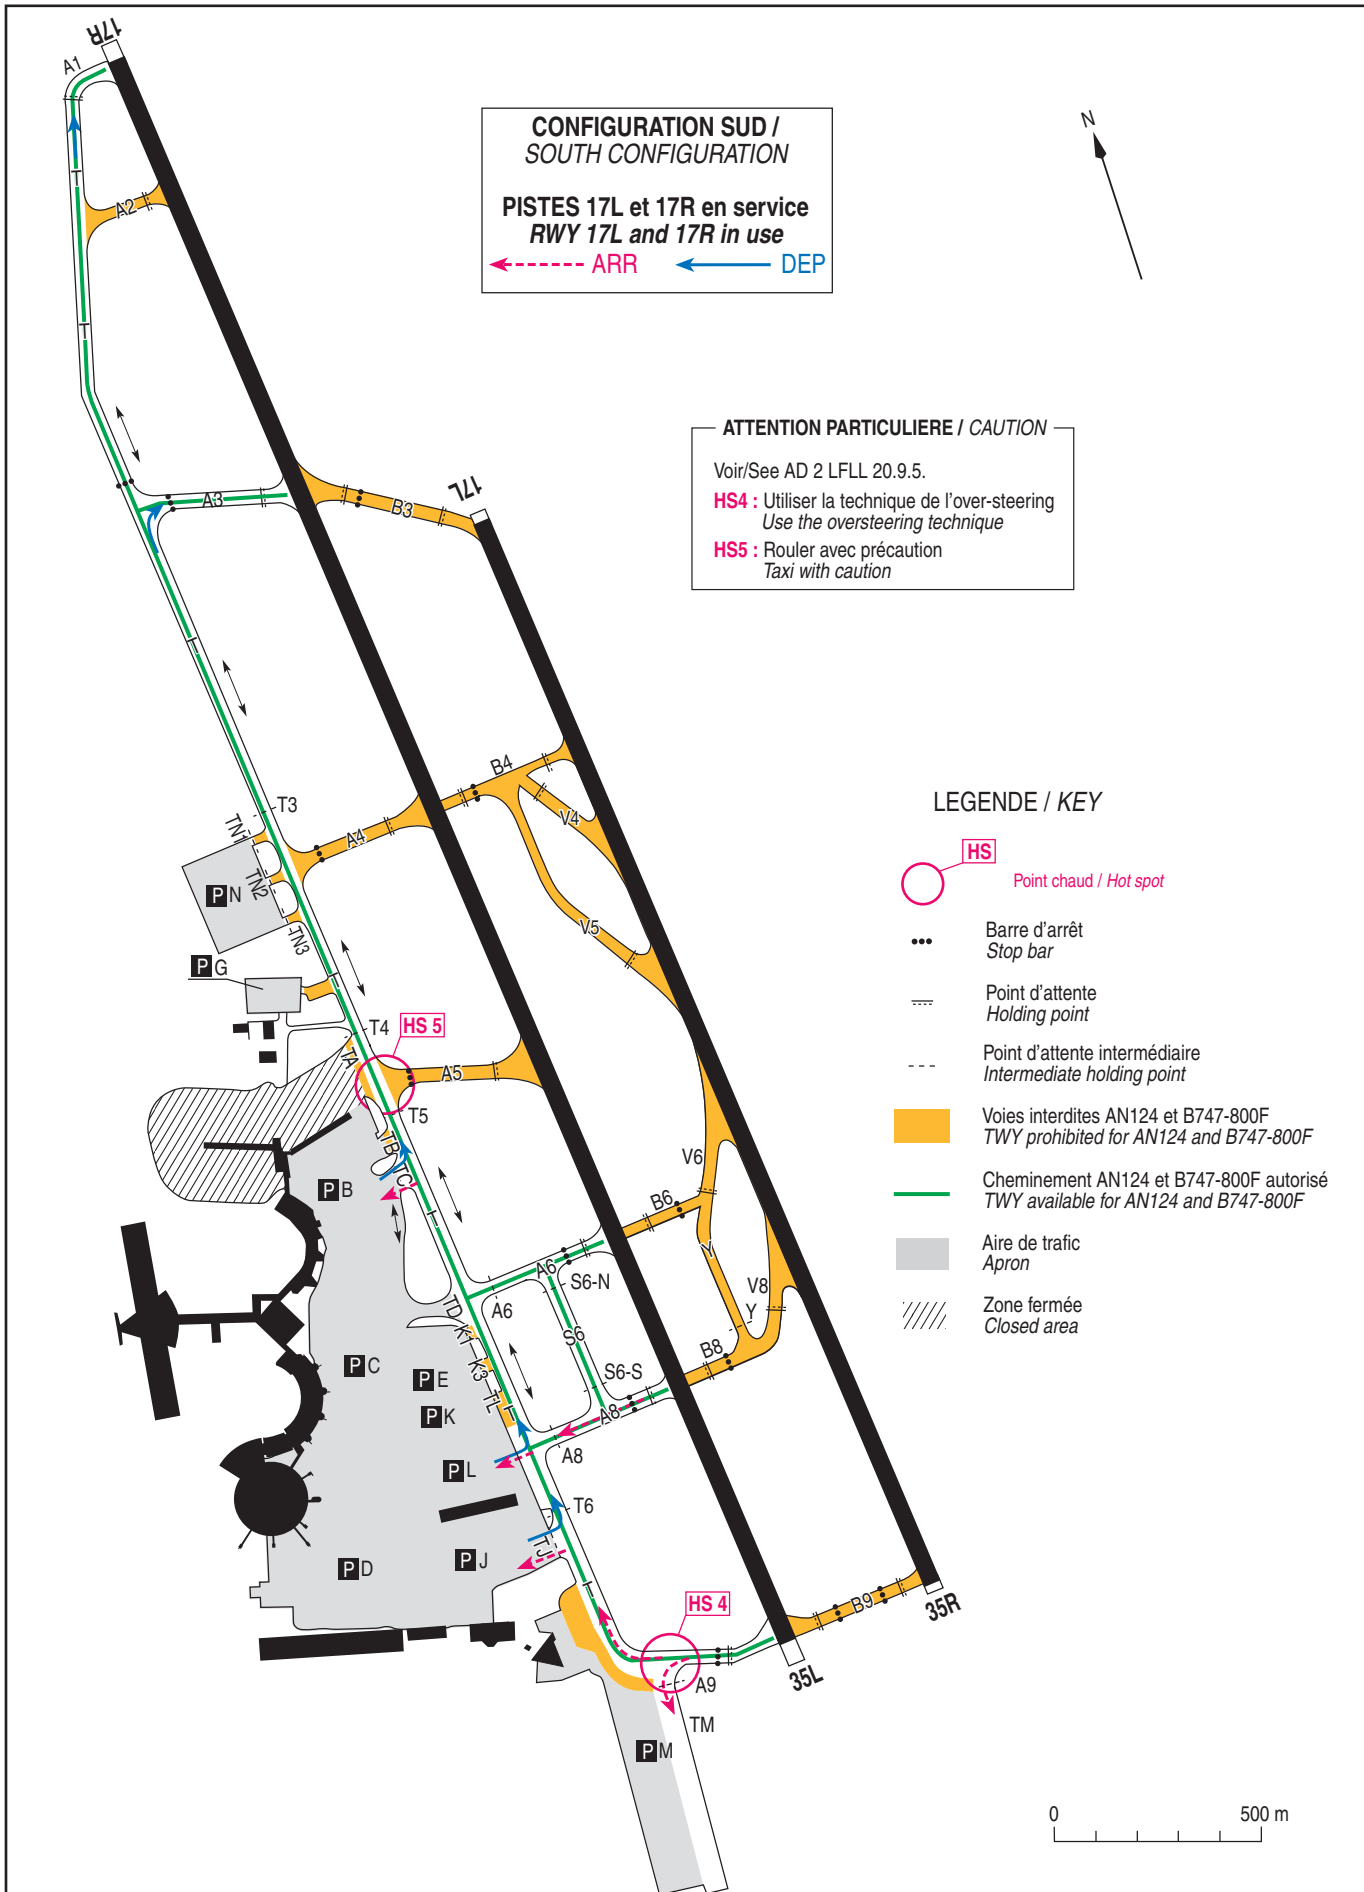 17R
A1
CONFIGURATION SUD /
SOUTH CONFIGURATION
PISTES 17L et 17R en service
RWY 17L and 17R in use
ARR
DEP
N
T
A2
T
ATTENTION PARTICULIERE / CAUTION
Voir/See AD 2 LFLL 20.9.5.
HS4 : Utiliser la technique de l'over-steering
Use the oversteering technique
HS5 : Rouler avec précaution
Taxi with caution
17L
A3
B3
T
B4
T3
TN1
A4
V4
TN2
P N
TN3
V5
P G
T
T4
HS 5
TA
A5
T5
TB
TC
P B
V6
T
B6
Y
A6
S6-N
V8
Y
TD
A6
K1
S6
B8
P C
K3
P E
S6-S
TL
P K
T
A8
A8
P L
T6
TJ
P J
P D
T
HS 4
B9
35R
35L
A9
TM
P M
LEGENDE / KEY
HS
Point chaud / Hot spot
Barre d'arrêt
Stop bar
Point d'attente
Holding point
Point d'attente intermédiaire
Intermediate holding point
Voies interdites AN124 et B747-800F
TWY prohibited for AN124 and B747-800F
Cheminement AN124 et B747-800F autorisé
TWY available for AN124 and B747-800F
Aire de trafic
Apron
Zone fermée
Closed area
0 500 m